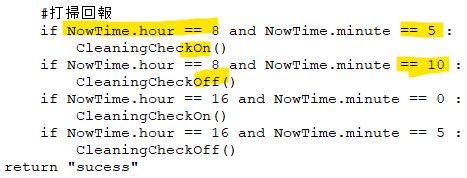 #打掃回報
if NowTime.hour == 8 and NowTime.minute == 5 :
CleaningCheckOn()
if NowTime.hour == 8 and NowTime.minute == 10 :
CleaningCheckOff()
if NowTime.hour == 16 and NowTime.minute == 0 :
CleaningCheckOn()
if NowTime.hour == 16 and NowTime.minute == 5 :
CleaningCheckOff()
return "sucess"